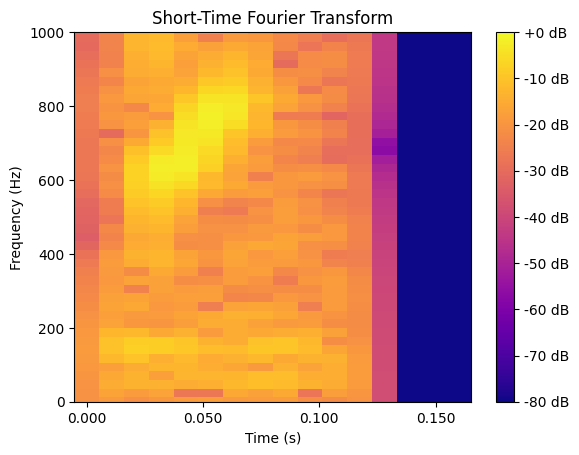 Short-Time Fourier Transform
1000
800
600
400
200
0
Frequency (Hz)
0.000
0.050
0.100
0.150
Time (s)
+0 dB
-10 dB
-20 dB
-30 dB
-40 dB
-50 dB
-60 dB
-70 dB
-80 dB